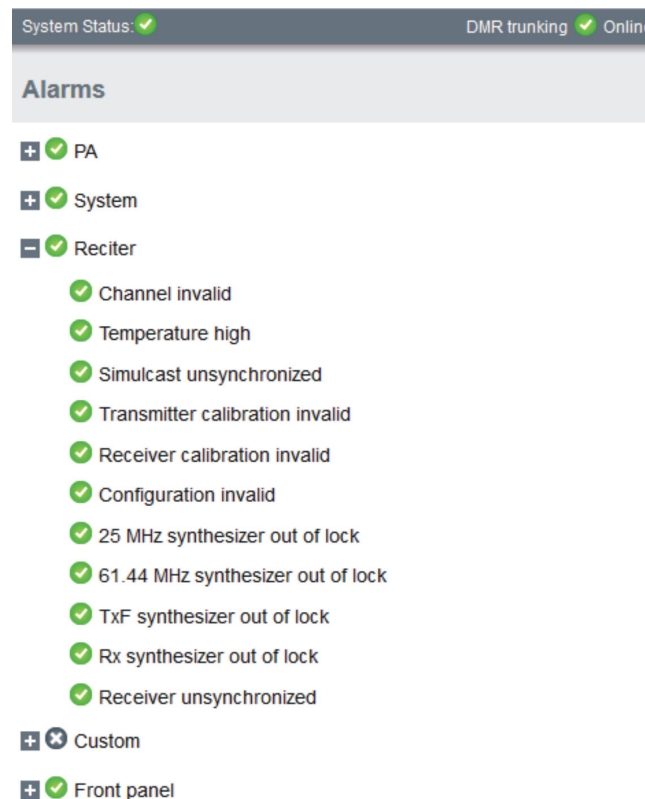 System Status:
DMR trunking Onlin
Alarms
PA
System
Reciter
Channel invalid
Temperature high
Simulcast unsynchronized
Transmitter calibration invalid
Receiver calibration invalid
Configuration invalid
25 MHz synthesizer out of lock
61.44 MHz synthesizer out of lock
TxF synthesizer out of lock
Rx synthesizer out of lock
Receiver unsynchronized
Custom
Front panel